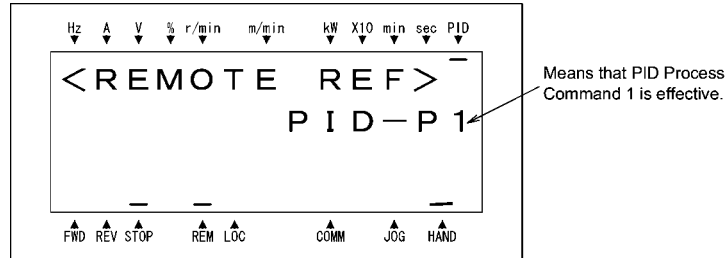 Hz A V % r/min m/min kW X10 min sec PID
<REMOTE REF>
PID-P1
FWD REV STOP REM LOC COMM JOG HAND
Means that PID Process
Command 1 is effective.